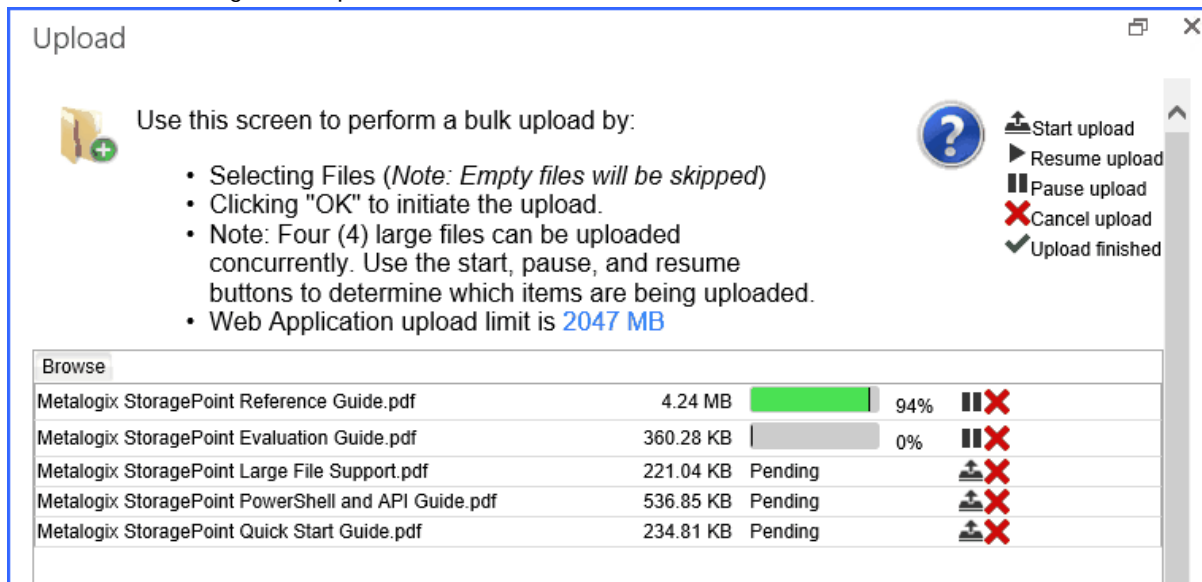 Upload
Use this screen to perform a bulk upload by:
• Selecting Files (Note: Empty files will be skipped)
• Clicking "OK" to initiate the upload.
• Note: Four (4) large files can be uploaded
concurrently. Use the start, pause, and resume
buttons to determine which items are being uploaded.
• Web Application upload limit is 2047 MB
?
Start upload
Resume upload
Pause upload
Cancel upload
Upload finished
Browse
Metalogix StoragePoint Reference Guide.pdf 4.24 MB 94%
Metalogix StoragePoint Evaluation Guide.pdf 360.28 KB 0%
Metalogix StoragePoint Large File Support.pdf 221.04 KB Pending
Metalogix StoragePoint PowerShell and API Guide.pdf 536.85 KB Pending
Metalogix StoragePoint Quick Start Guide.pdf 234.81 KB Pending